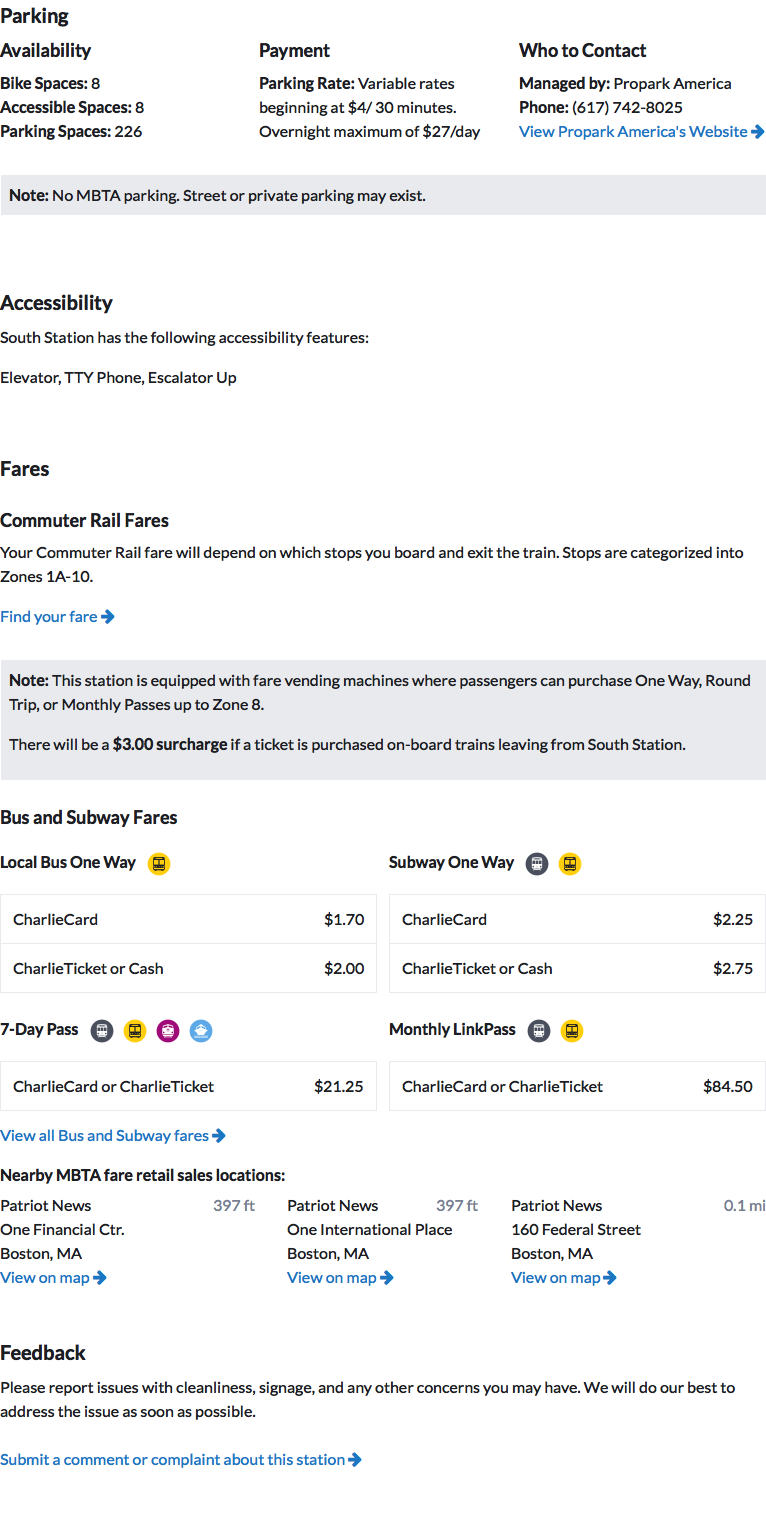 Parking
Availability
Bike Spaces: 8
Accessible Spaces: 8
Parking Spaces: 226
Payment
Parking Rate: Variable rates
beginning at $4/ 30 minutes.
Overnight maximum of $27/day
Who to Contact
Managed by: Propark America
Phone: (617) 742-8025
View Propark America's Website
Note: No MBTA parking. Street or private parking may exist.
Accessibility
South Station has the following accessibility features:
Elevator, TTY Phone, Escalator Up
Fares
Commuter Rail Fares
Your Commuter Rail fare will depend on which stops you board and exit the train. Stops are categorized into
Zones 1A-10.
Find your fare
Note: This station is equipped with fare vending machines where passengers can purchase One Way, Round
Trip, or Monthly Passes up to Zone 8.
There will be a $3.00 surcharge if a ticket is purchased on-board trains leaving from South Station.
Bus and Subway Fares
Local Bus One Way
CharlieCard $1.70
CharlieTicket or Cash $2.00
Subway One Way
CharlieCard $2.25
CharlieTicket or Cash $2.75
7-Day Pass
CharlieCard or CharlieTicket $21.25
Monthly LinkPass
CharlieCard or CharlieTicket $84.50
View all Bus and Subway fares
Nearby MBTA fare retail sales locations:
Patriot News 397 ft
One Financial Ctr.
Boston, MA
View on map
Patriot News 397 ft
One International Place
Boston, MA
View on map
Patriot News 0.1 mi
160 Federal Street
Boston, MA
View on map
Feedback
Please report issues with cleanliness, signage, and any other concerns you may have. We will do our best to
address the issue as soon as possible.
Submit a comment or complaint about this station